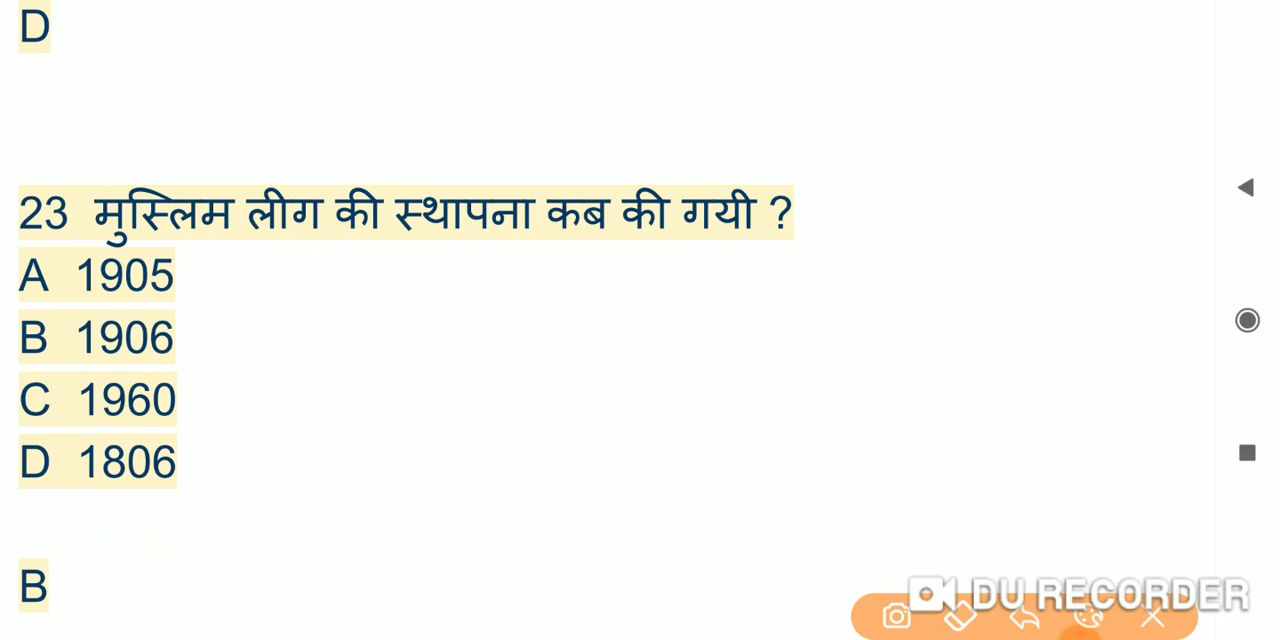 D
23 मुस्लिम लीग की स्थापना कब की गयी ?
A 1905
B 1906
C 1960
D 1806
B
DU RECORDER